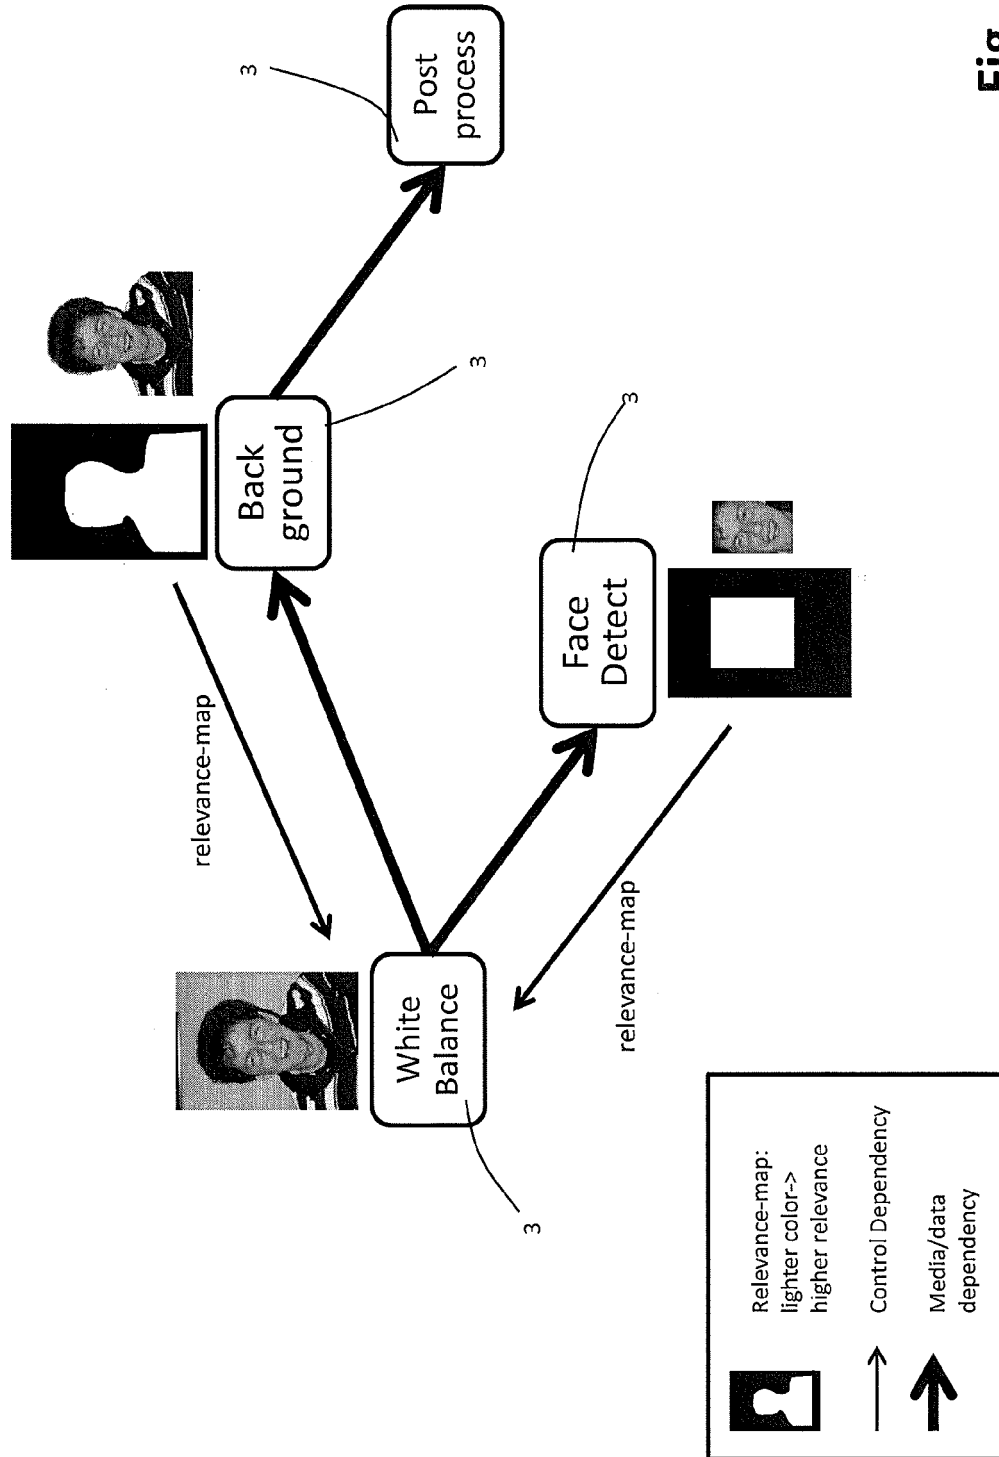 3
Post
process
Back
ground
3
relevance-map
White
Balance
3
3
Face
Detect
relevance-map
Relevance-map:
lighter color->
higher relevance
Control Dependency
Media/data
dependency
Fig